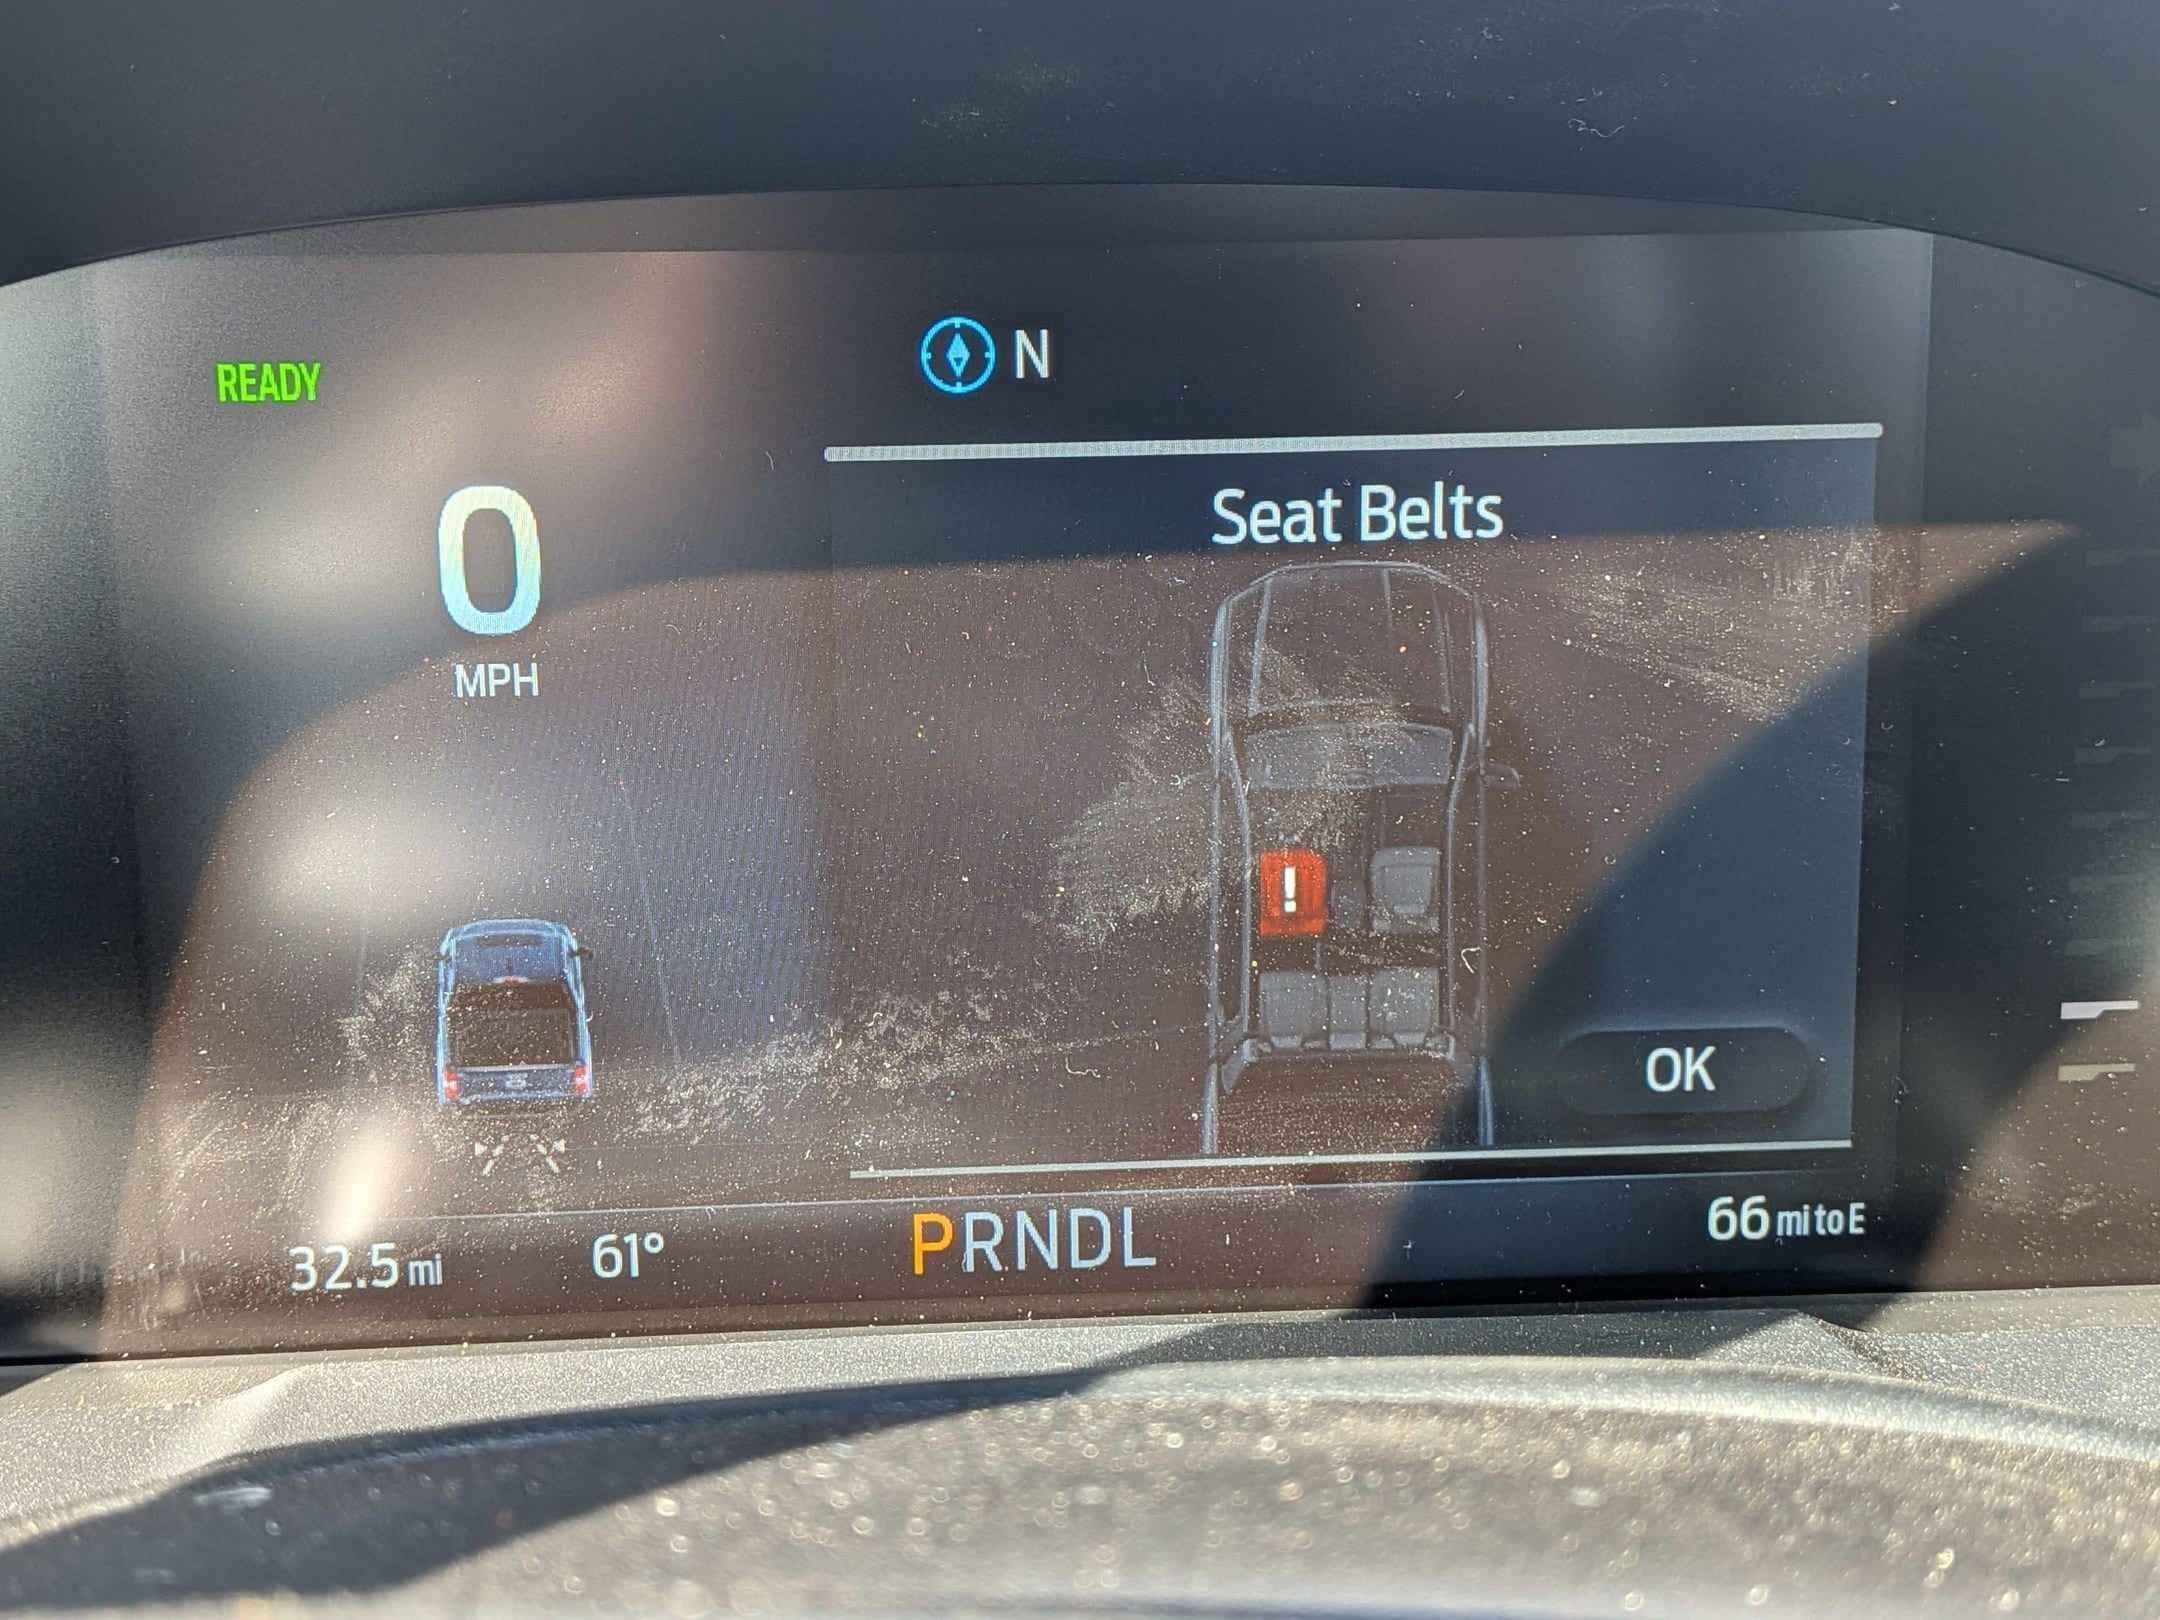 N
READY
Seat Belts
0
MPH
!
OK
32.5 mi 61° PRNDL 66 mi to E